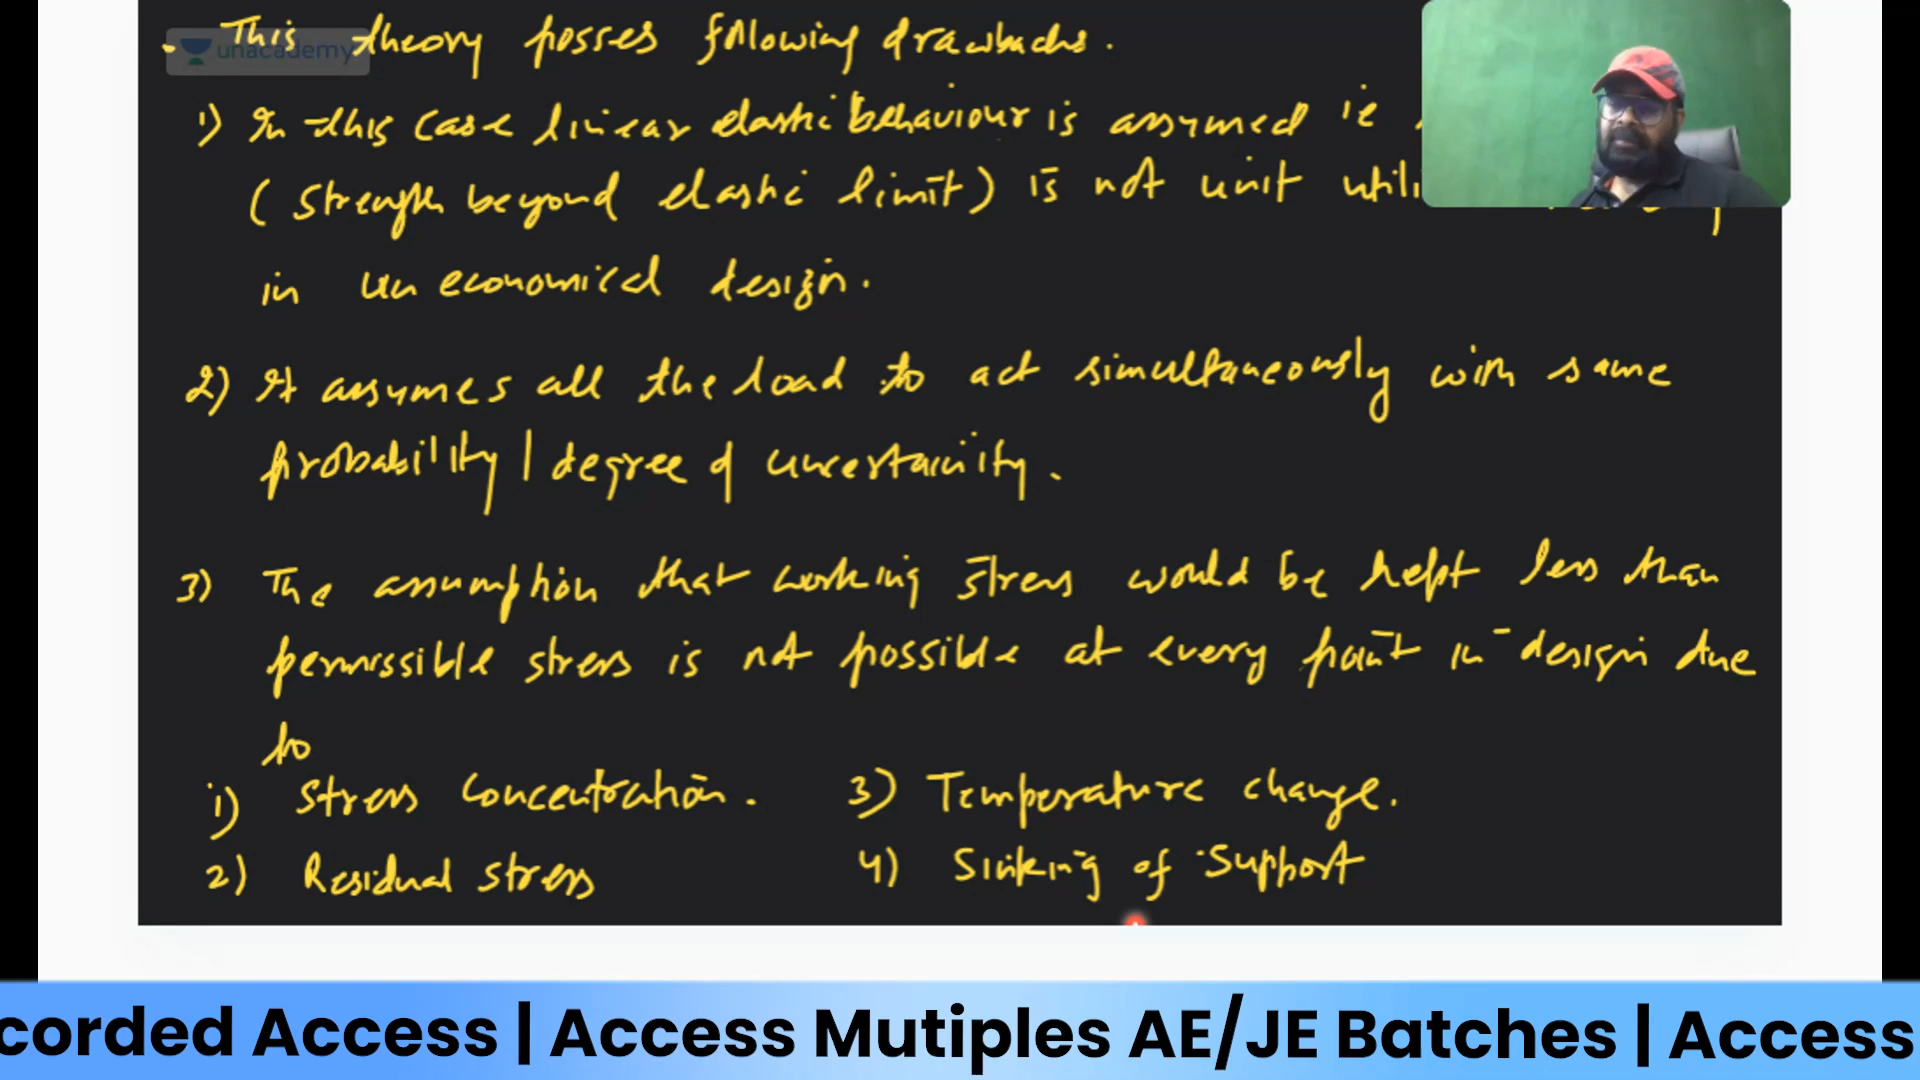 - This theory posses following drawbacks.
unacademy
1) In this case linear elastic behaviour is assumed ie
(strength beyond elastic limit) is not unit utili
in un economical design.
2) It assumes all the load to act simultaneously with same
probability / degree of uncertainity.
3) The assumption that working stress would be kept less than
permissible stress is not possible at every point in design due
to
i) Stress Concentration.
2) Residual stress
3) Temperature change.
4) Sinking of Support
corded Access | Access Mutiples AE/JE Batches | Access